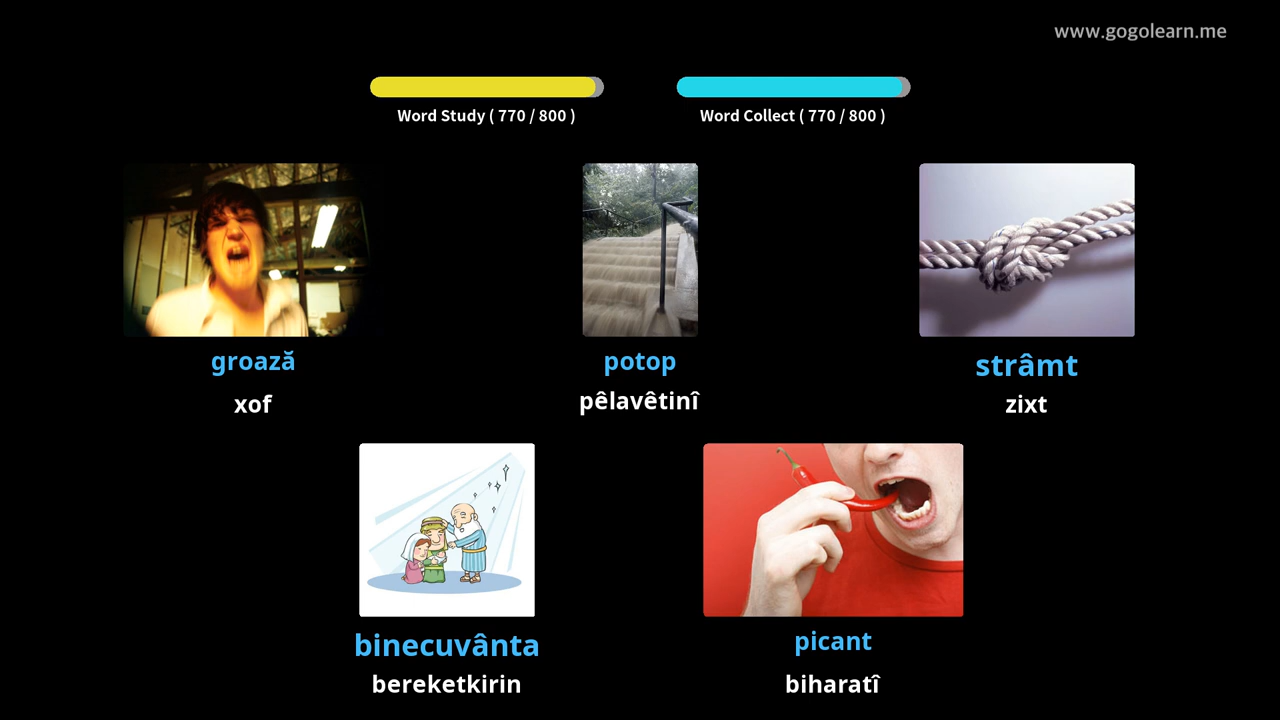 www.gogolearn.me
Word Study ( 770 / 800 )
Word Collect ( 770 / 800 )
groază
xof
potop
pêlavêtinî
strâmt
zixt
binecuvânta
bereketkirin
picant
biharatî